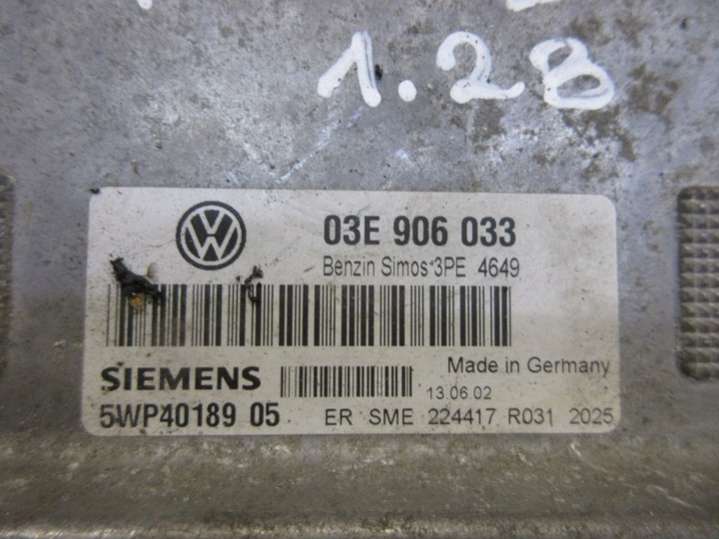 1.28
03E 906 033
Benzin Simos*3PE 4649
Made in Germany
SIEMENS
13.06.02
5WP40189 05 ER SME 224417 R031 2025